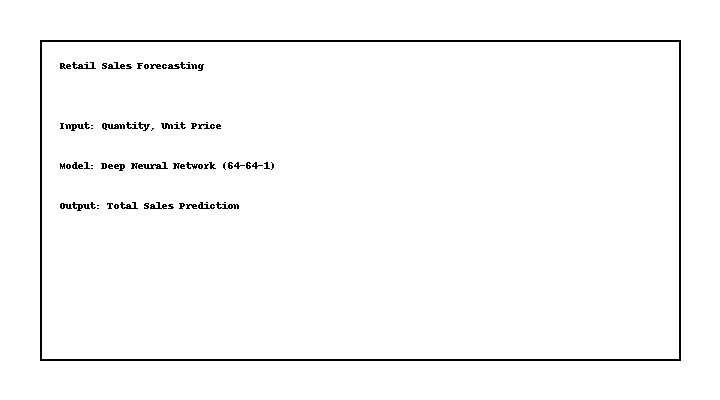 Retail Sales Forecasting
Input: Quantity, Unit Price
Model: Deep Neural Network (64-64-1)
Output: Total Sales Prediction